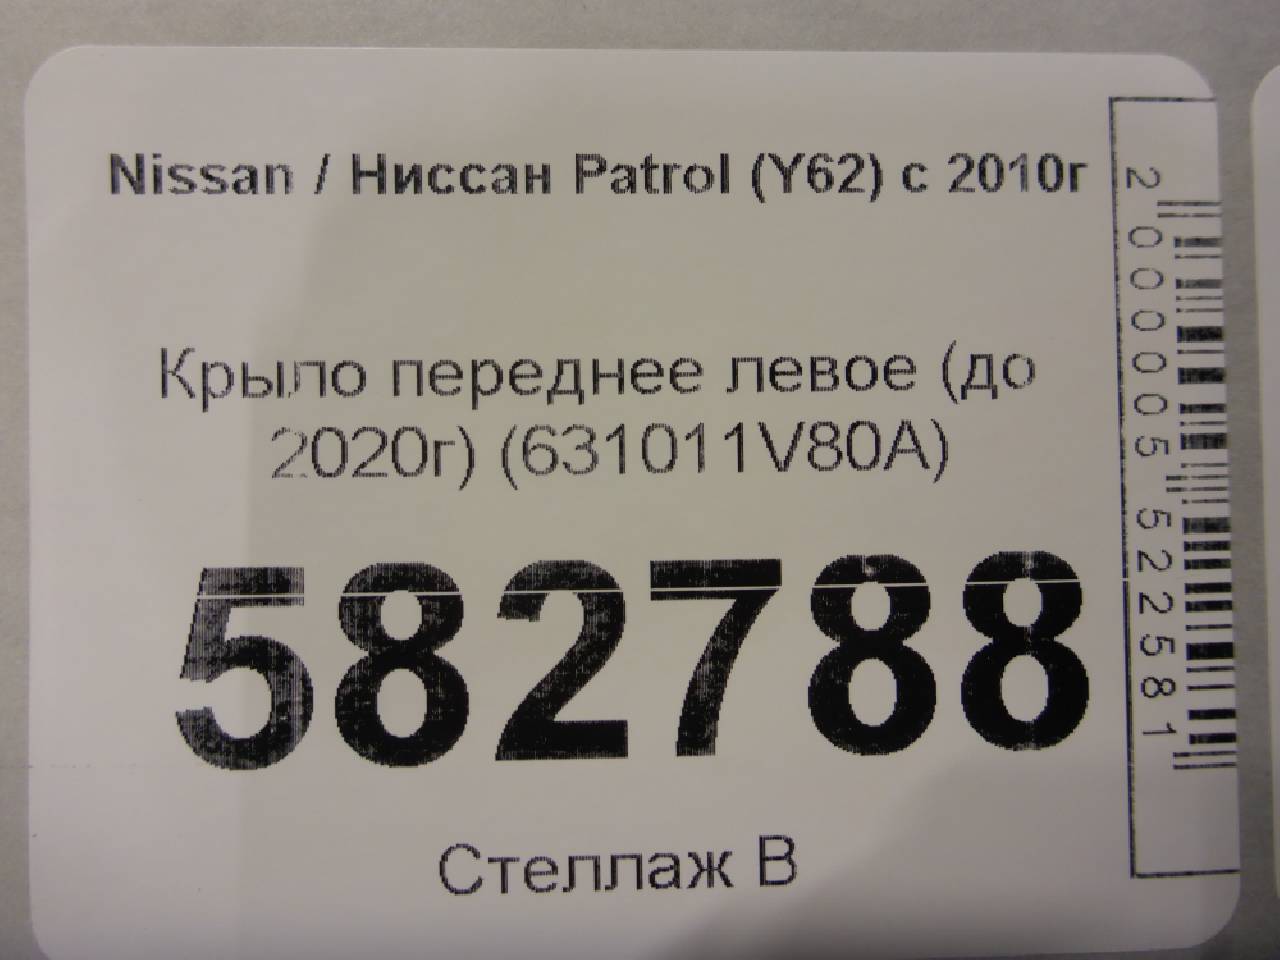 Nissan / Ниссан Patrol (Y62) с 2010г
Крыло переднее левое (до
2020г) (631011V80A)
582788
Стеллаж В
2000005522581